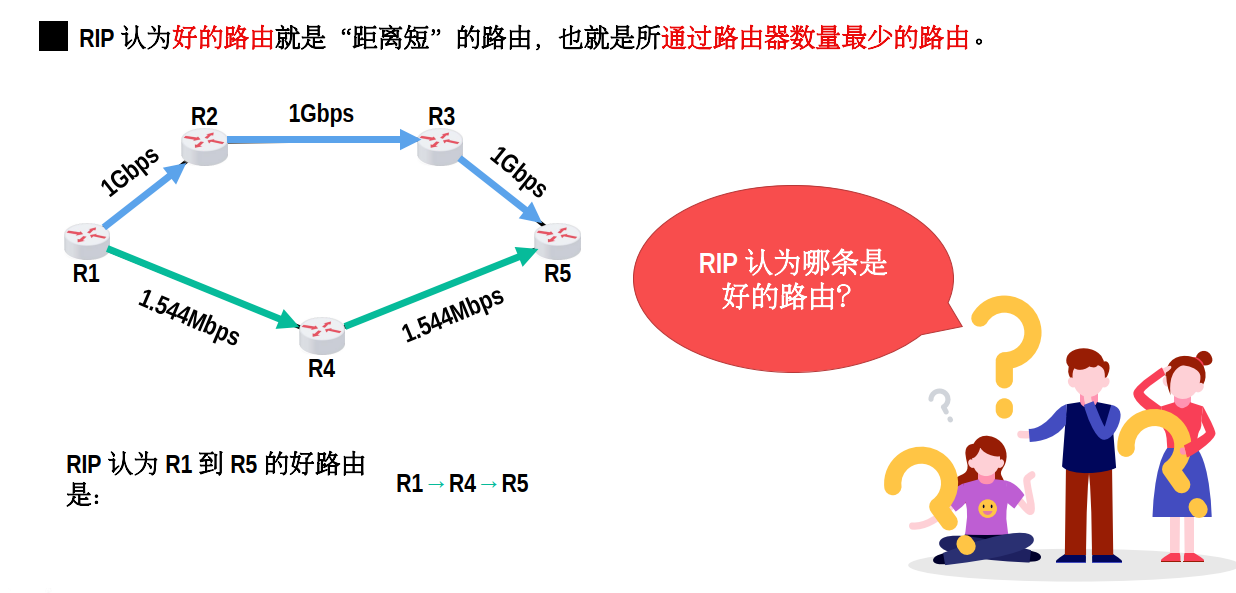 RIP 认为好的路由就是“距离短”的路由，也就是所通过路由器数量最少的路由。
R2
1Gbps
R3
1Gbps
1Gbps
R1
R5
1.544Mbps
1.544Mbps
R4
RIP 认为哪条是
好的路由？
RIP 认为 R1 到 R5 的好路由
是：
R1→R4→R5